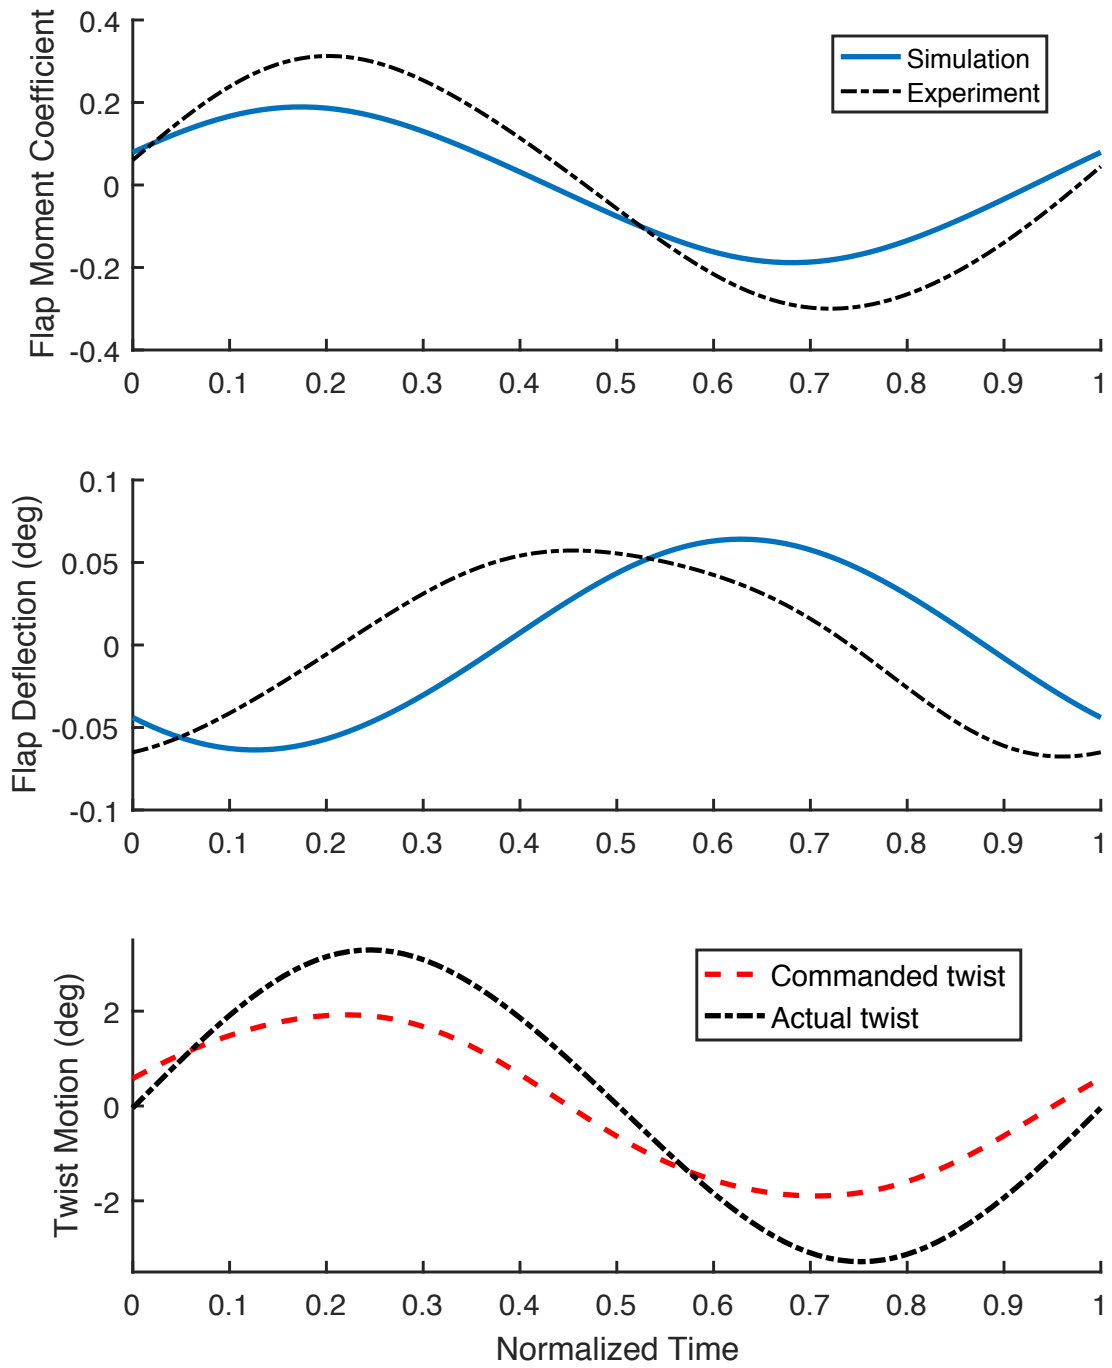 Flap Moment Coefficient
0.4
0.2
0
-0.2
-0.4
Simulation
Experiment
0 0.1 0.2 0.3 0.4 0.5 0.6 0.7 0.8 0.9 1
Flap Deflection (deg)
0.1
0.05
0
-0.05
-0.1
0 0.1 0.2 0.3 0.4 0.5 0.6 0.7 0.8 0.9 1
Twist Motion (deg)
2
0
-2
Commanded twist
Actual twist
0 0.1 0.2 0.3 0.4 0.5 0.6 0.7 0.8 0.9 1
Normalized Time